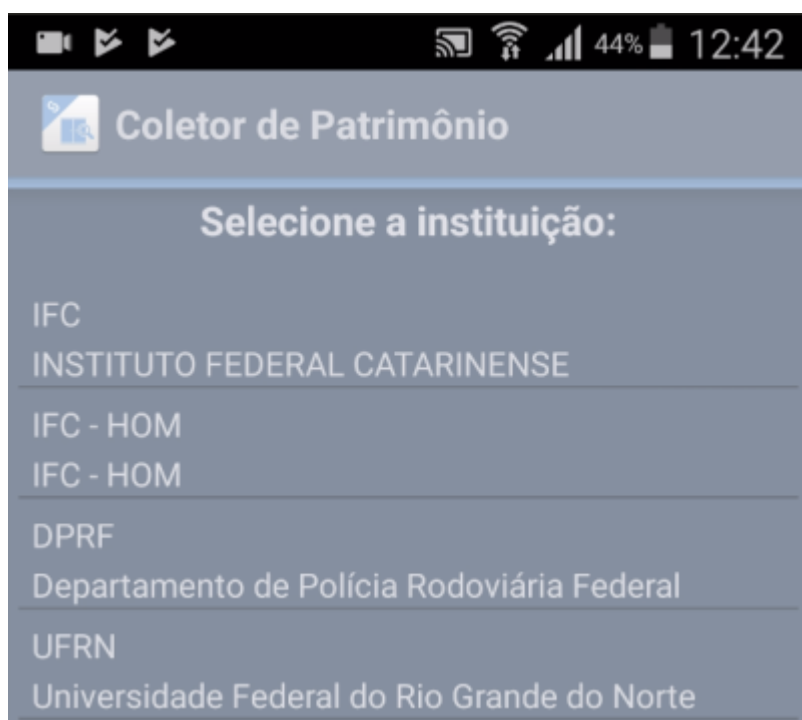 44% 12:42
Coletor de Patrimônio
Selecione a instituição:
IFC
INSTITUTO FEDERAL CATARINENSE
IFC - HOM
IFC - HOM
DPRF
Departamento de Polícia Rodoviária Federal
UFRN
Universidade Federal do Rio Grande do Norte